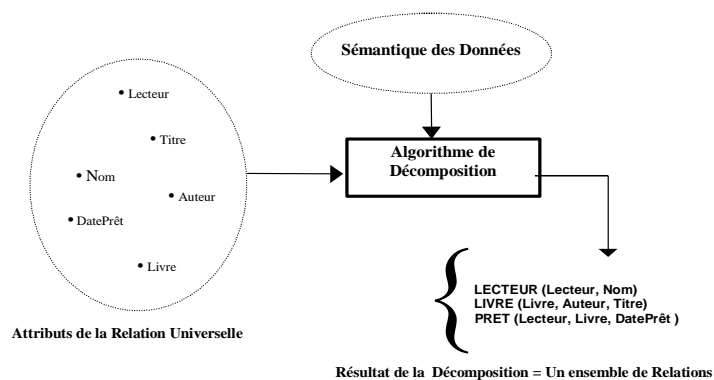 Sémantique des Données
• Lecteur
• Titre
• Nom
• Auteur
• DatePrêt
• Livre
Algorithme de
Décomposition
LECTEUR (Lecteur, Nom)
LIVRE (Livre, Auteur, Titre)
PRET (Lecteur, Livre, DatePrêt )
Attributs de la Relation Universelle
Résultat de la Décomposition = Un ensemble de Relations